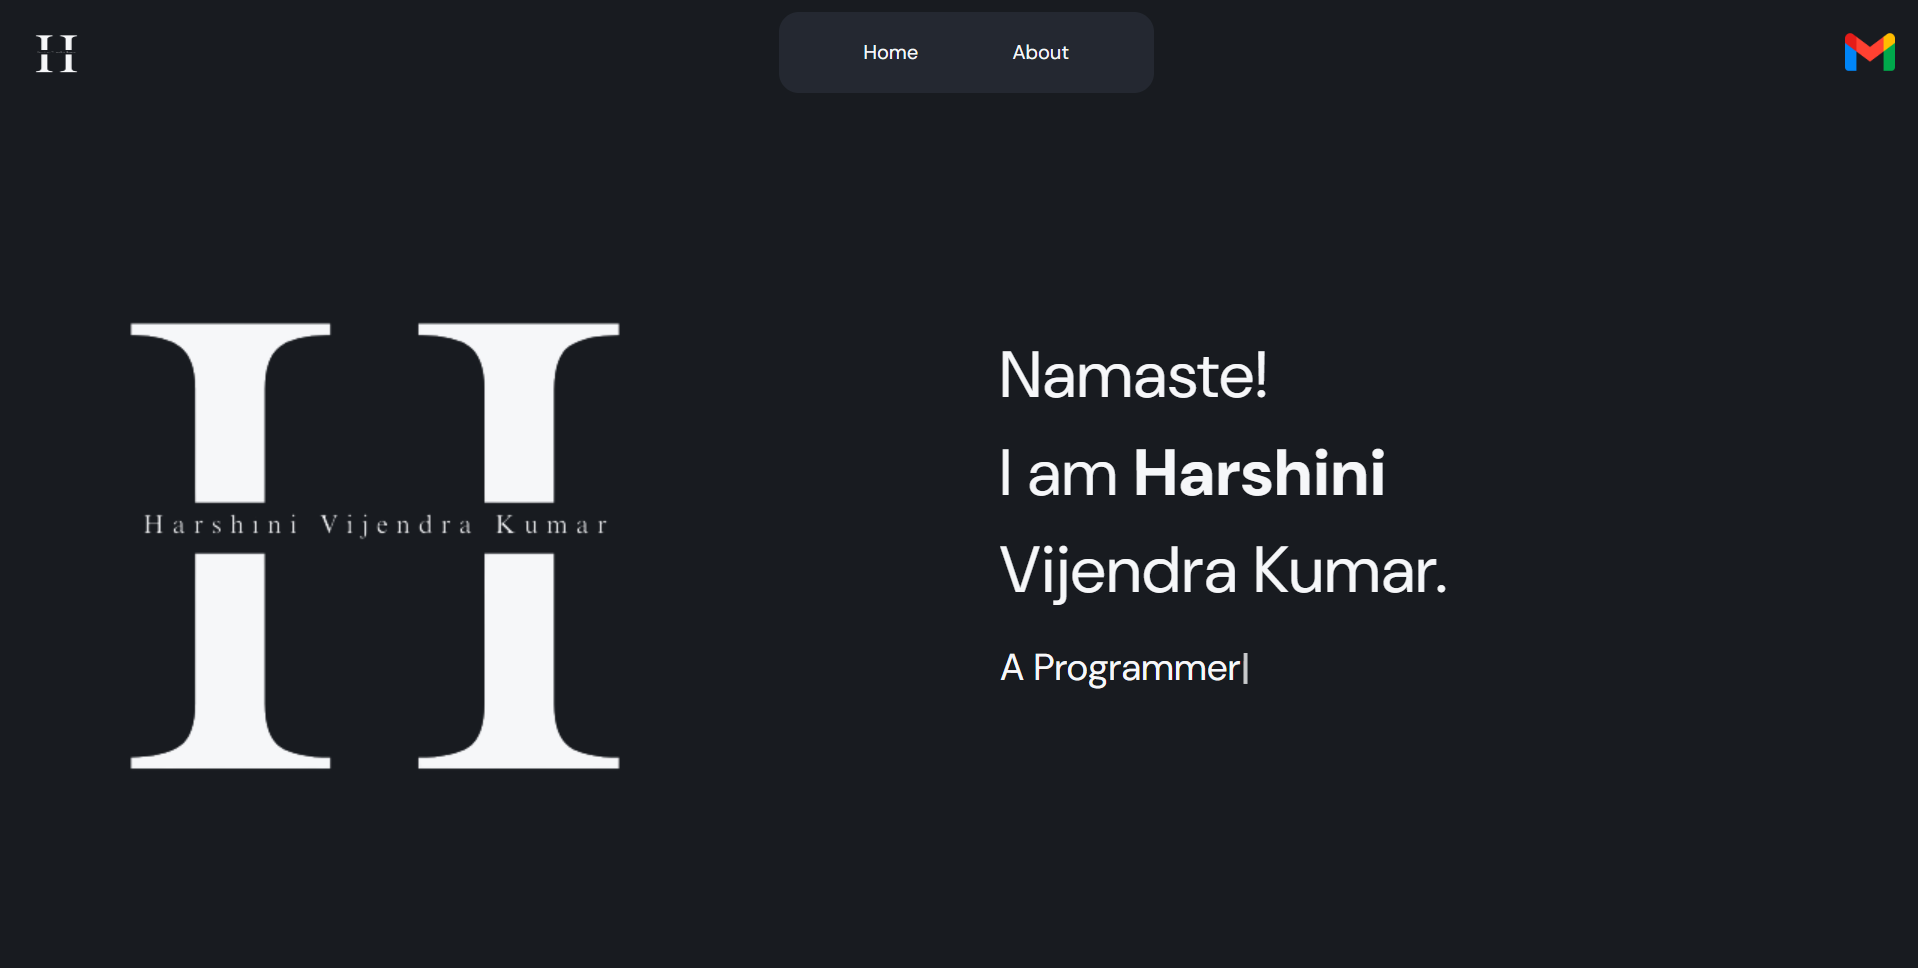 H
Home
About
H
Harshini Vijendra Kumar
Namaste!
I am Harshini
Vijendra Kumar.
A Programmer|